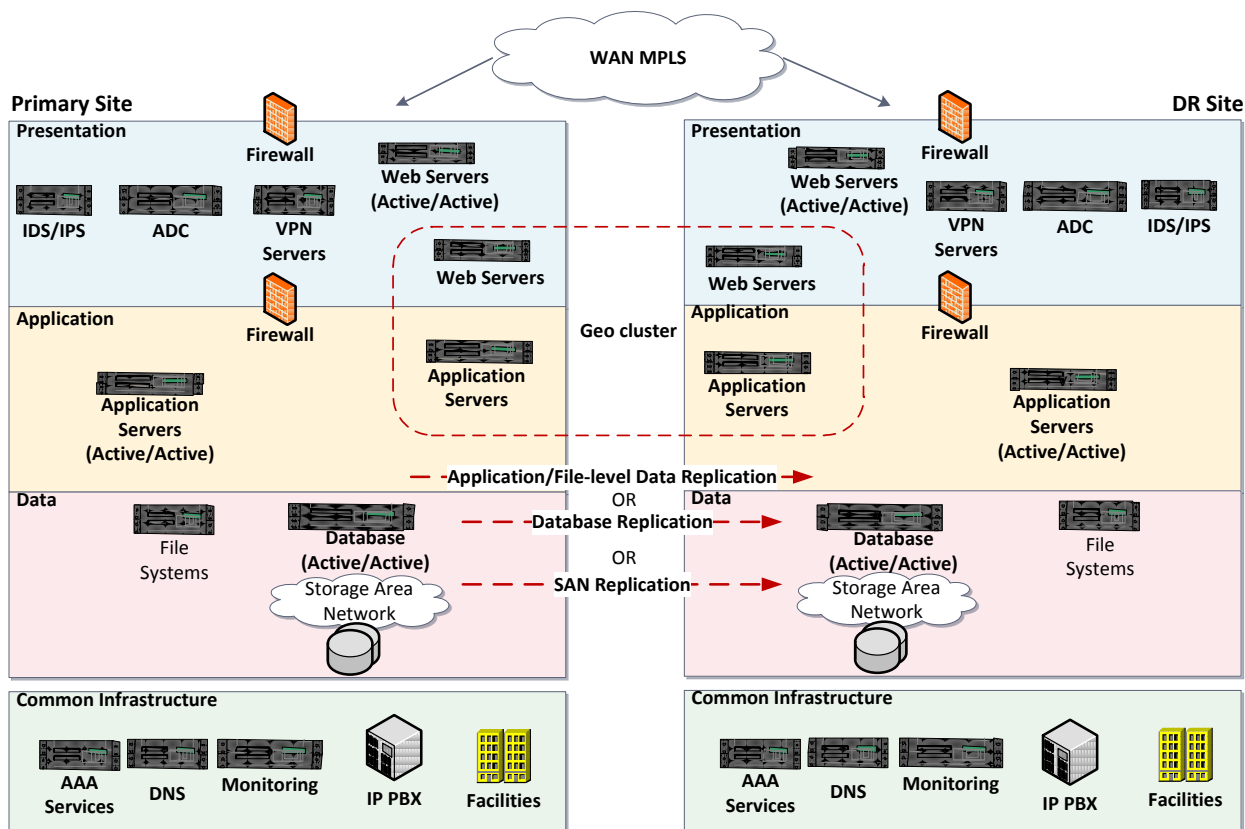 WAN MPLS
Primary Site
DR Site
Presentation
Firewall
Web Servers
(Active/Active)
IDS/IPS
ADC
VPN
Servers
Web Servers
Presentation
Firewall
Web Servers
(Active/Active)
VPN
Servers
ADC
IDS/IPS
Web Servers
Geo cluster
Application
Firewall
Application
Servers
Application
Servers
(Active/Active)
Application
Firewall
Application
Servers
Application
Servers
(Active/Active)
Application/File-level Data Replication
OR
Database Replication
OR
SAN Replication
Data
File
Systems
Database
(Active/Active)
Storage Area
Network
Data
Database
(Active/Active)
Storage Area
Network
File
Systems
Common Infrastructure
AAA
Services
DNS
Monitoring
IP PBX
Facilities
Common Infrastructure
AAA
Services
DNS
Monitoring
IP PBX
Facilities